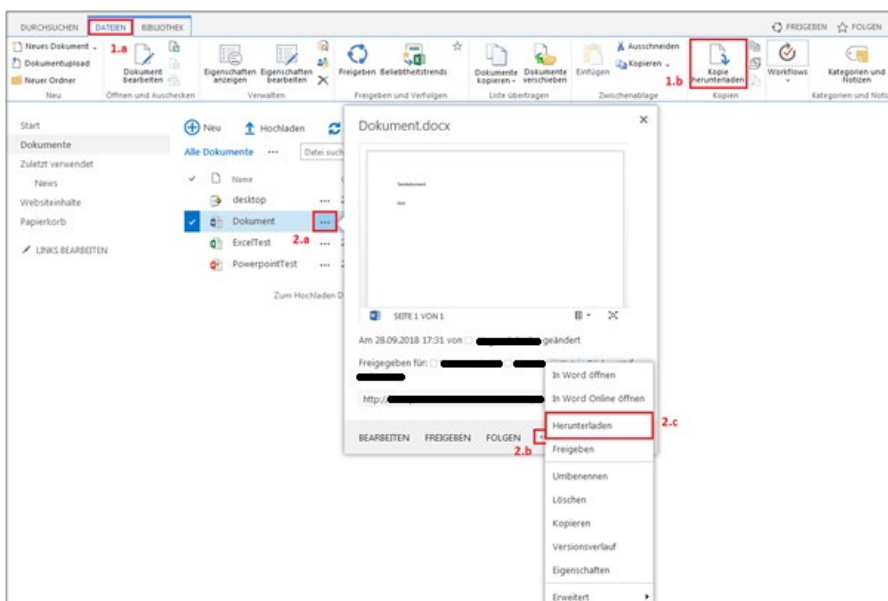 DURCHSUCHEN DATEIEN BIBLIOTHEK FREIGEBEN FOLGEN
1.a
Neues Dokument
Dokumentupload
Neuer Ordner
Dokument bearbeiten
Eigenschaften anzeigen
Eigenschaften bearbeiten
Freigeben
Beliebtheitstrends
Dokumente kopieren
Dokumente verschieben
Einfügen
Ausschneiden
Kopieren
1.b
Kopie herunterladen
Workflows
Kategorien und Notizen
Neu
Öffnen und Auschecken
Verwalten
Freigeben und Verfolgen
Liste übertragen
Zwischenablage
Kopien
Kategorien und
Start
Dokumente
Zuletzt verwendet
News
Websiteinhalte
Papierkorb
LINKS BEARBEITEN
Neu
Hochladen
Alle Dokumente ... Datei
Name
desktop ...
Dokument ...
2.a
ExcelTest ...
PowerpointTest ...
Zum Hochladen
Dokument.docx
SEITE 1 VON 1
Am 28.09.2018 17:31 von geändert
Freigegeben für:
http://
BEARBEITEN FREIGEBEN FOLGEN
2.b
In Word öffnen
In Word Online öffnen
Herunterladen
2.c
Freigeben
Umbenennen
Löschen
Kopieren
Versionsverlauf
Eigenschaften
Erweitert